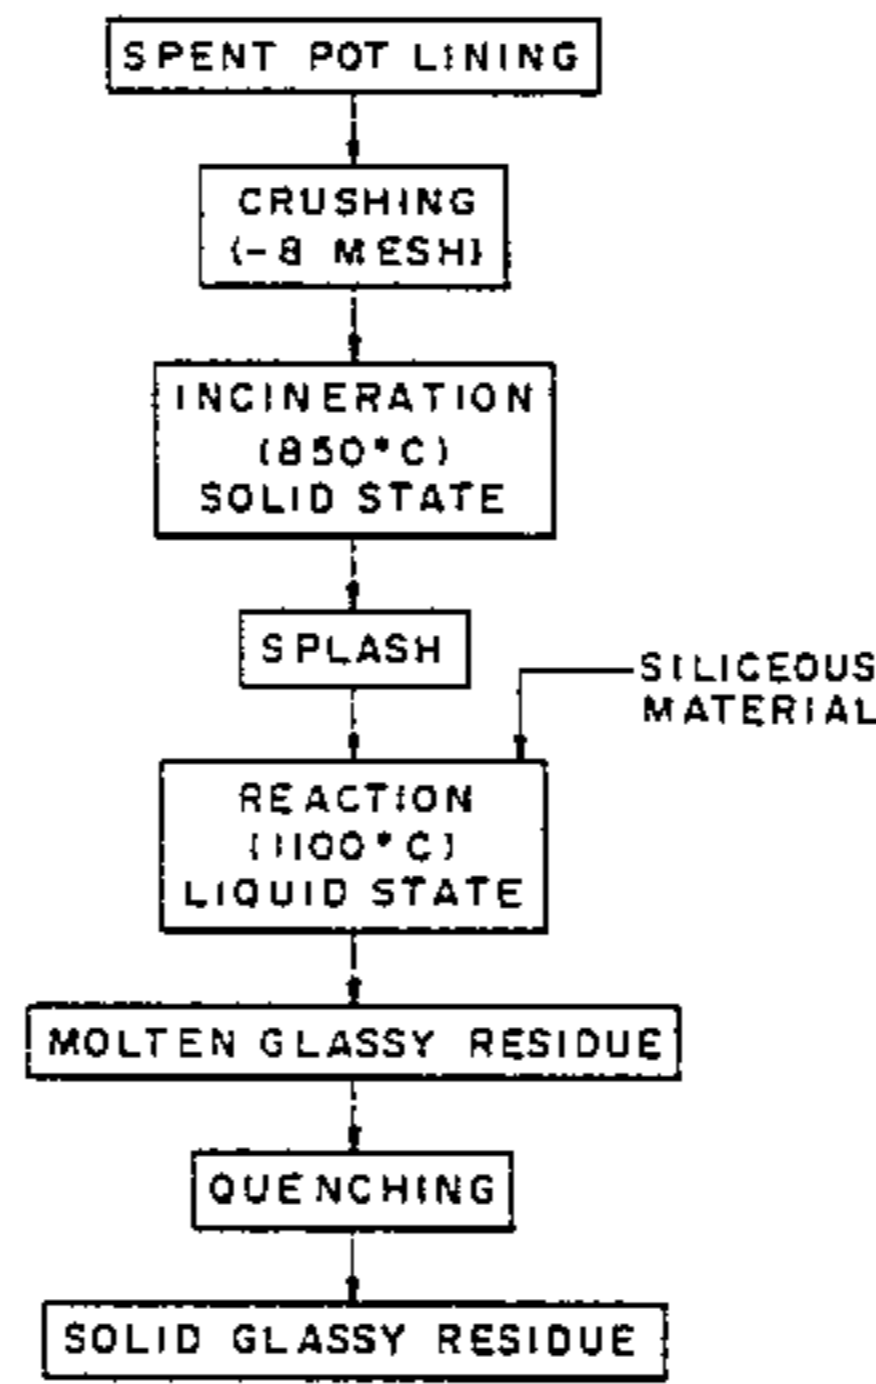 SPENT POT LINING
CRUSHING
(-8 MESH)
INCINERATION
(850°C)
SOLID STATE
SPLASH
SILICEOUS
MATERIAL
REACTION
(1100°C)
LIQUID STATE
MOLTEN GLASSY RESIDUE
QUENCHING
SOLID GLASSY RESIDUE